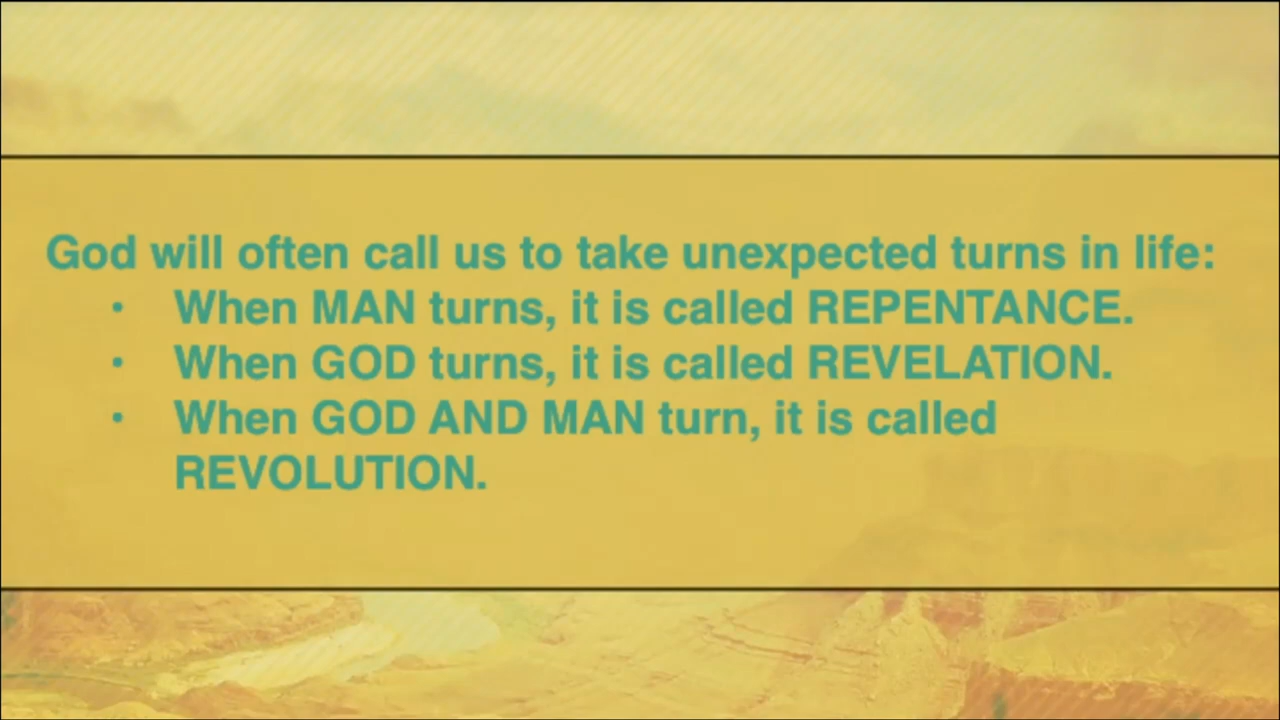 God will often call us to take unexpected turns in life:
• When MAN turns, it is called REPENTANCE.
• When GOD turns, it is called REVELATION.
• When GOD AND MAN turn, it is called
REVOLUTION.